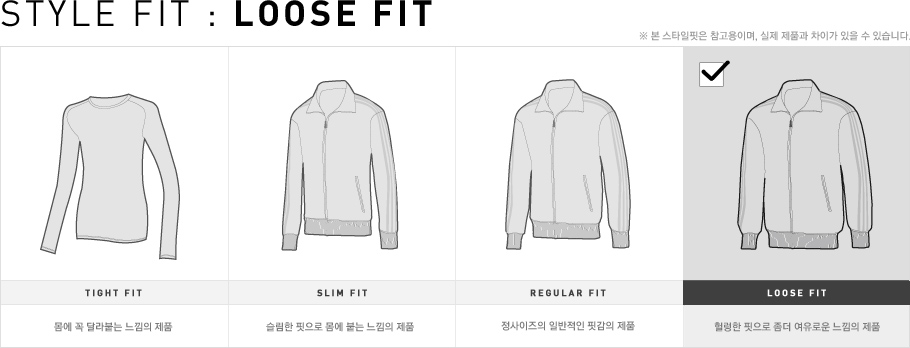 STYLE FIT : LOOSE FIT
※ 본 스타일핏은 참고용이며, 실제 제품과 차이가 있을 수 있습니다.
TIGHT FIT
SLIM FIT
REGULAR FIT
LOOSE FIT
몸에 꼭 달라붙는 느낌의 제품
슬림한 핏으로 몸에 붙는 느낌의 제품
정사이즈의 일반적인 핏감의 제품
헐렁한 핏으로 좀더 여유로운 느낌의 제품